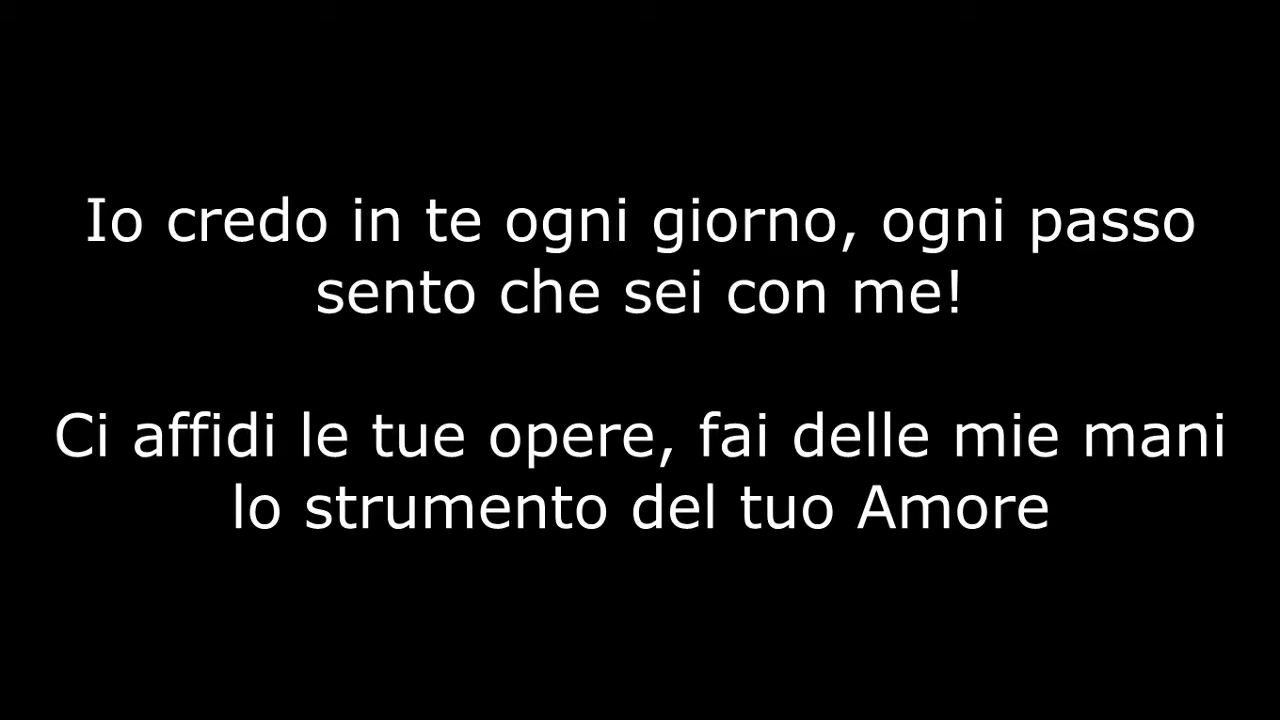 Io credo in te ogni giorno, ogni passo
sento che sei con me!
Ci affidi le tue opere, fai delle mie mani
lo strumento del tuo Amore